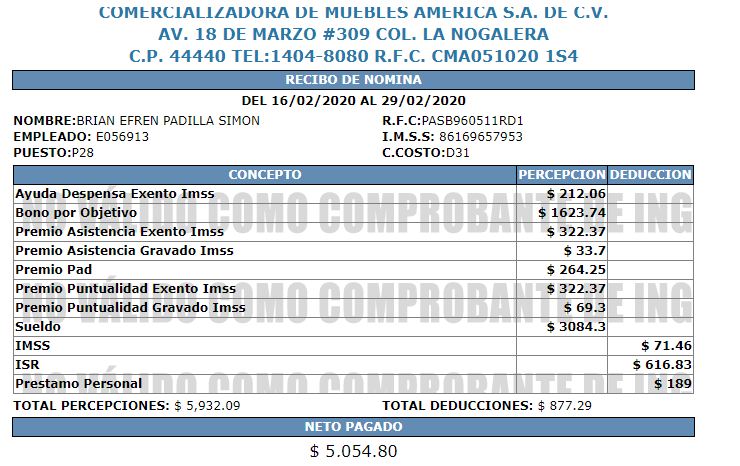 COMERCIALIZADORA DE MUEBLES AMERICA S.A. DE C.V.
AV. 18 DE MARZO #309 COL. LA NOGALERA
C.P. 44440 TEL:1404-8080 R.F.C. CMA051020 1S4
RECIBO DE NOMINA
DEL 16/02/2020 AL 29/02/2020
NOMBRE:BRIAN EFREN PADILLA SIMON R.F.C:PASB960511RD1
EMPLEADO: E056913 I.M.S.S: 86169657953
PUESTO:P28 C.COSTO:D31
CONCEPTO PERCEPCION DEDUCCION
Ayuda Despensa Exento Imss $ 212.06
NO VÁLIDO COMO COMPROBANTE DE ING
Bono por Objetivo $ 1623.74
Premio Asistencia Exento Imss $ 322.37
Premio Asistencia Gravado Imss $ 33.7
Premio Pad $ 264.25
Premio Puntualidad Exento Imss $ 322.37
NO VÁLIDO COMO COMPROBANTE DE ING
Premio Puntualidad Gravado Imss $ 69.3
Sueldo $ 3084.3
IMSS $ 71.46
ISR $ 616.83
Prestamo Personal $ 189
NO VÁLIDO COMO COMPROBANTE DE ING
TOTAL PERCEPCIONES: $ 5,932.09 TOTAL DEDUCCIONES: $ 877.29
NETO PAGADO
$ 5,054.80